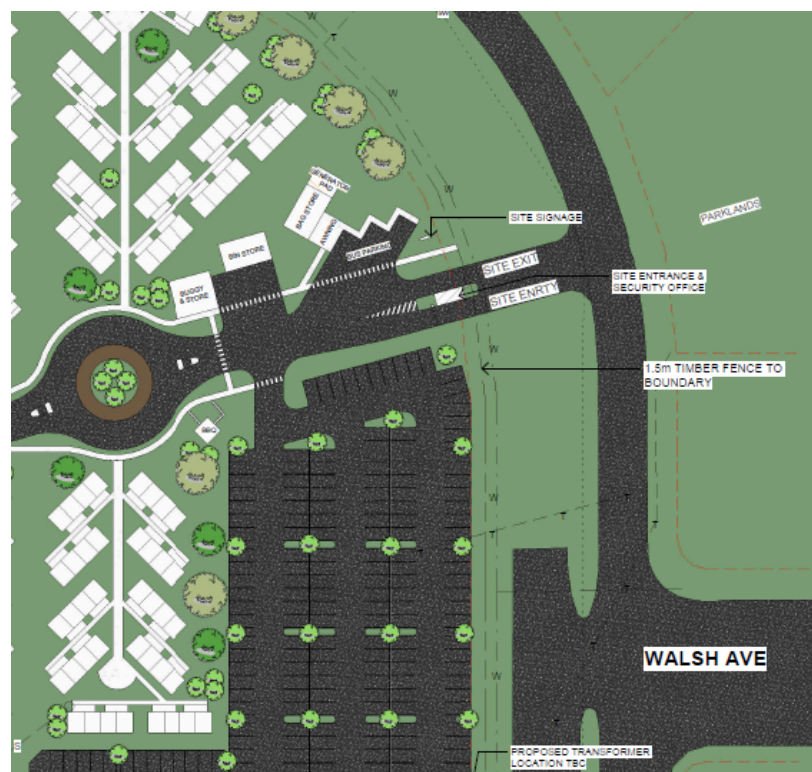 W
T
W
PARKLANDS
GENERATOR
PAD
BAG STORE
AWNING
W
SITE SIGNAGE
BUS PARKING
BIN STORE
SITE EXIT
SITE ENTRANCE &
SECURITY OFFICE
BUGGY
& STORE
SITE ENRTY
W
1.5m TIMBER FENCE TO
BOUNDARY
BBQ
W
T
T
T
T
T
WALSH AVE
W
T
S
PROPOSED TRANSFORMER
LOCATION TBC